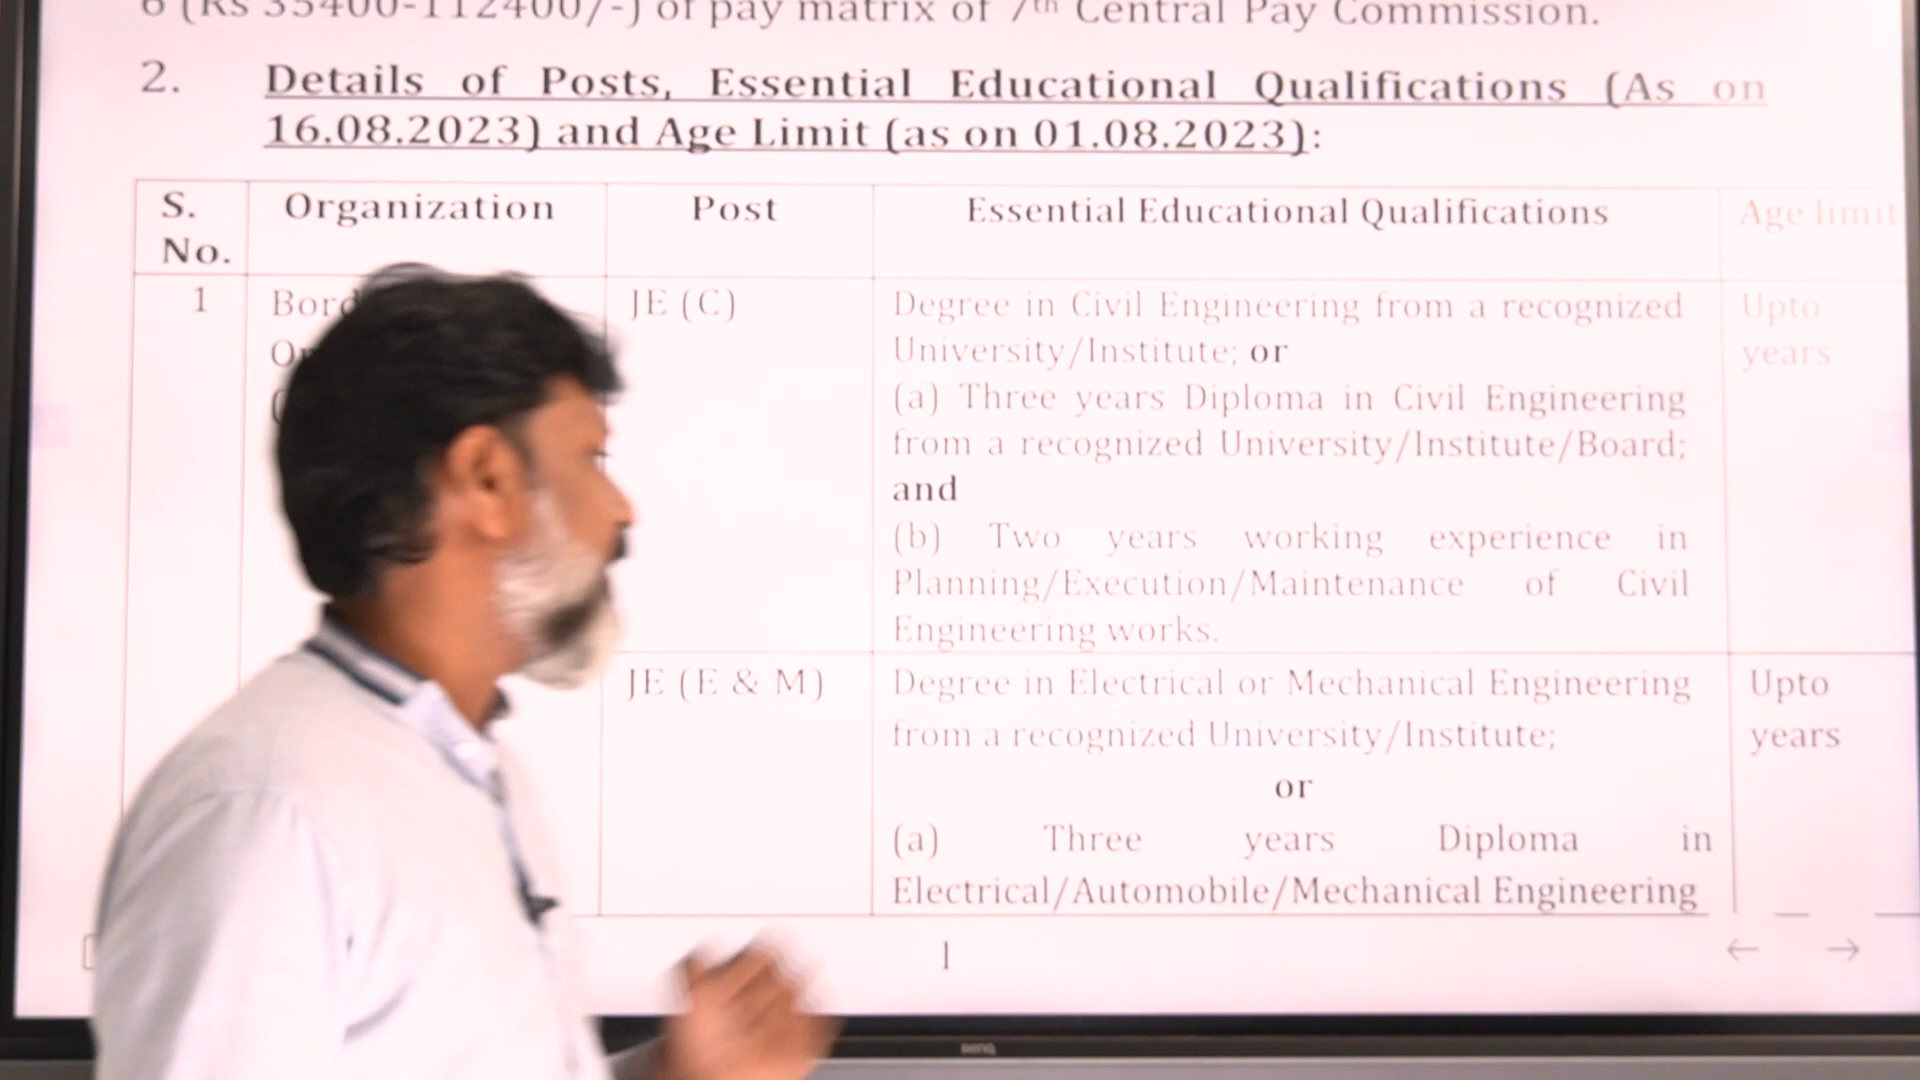 6 (Rs 35400-112400/-) of pay matrix of 7th Central Pay Commission.
2. Details of Posts, Essential Educational Qualifications (As on
16.08.2023) and Age Limit (as on 01.08.2023):
S. No.
Organization
Post
Essential Educational Qualifications
Age limit
1
JE (C)
Degree in Civil Engineering from a recognized
University/Institute; or
(a) Three years Diploma in Civil Engineering
from a recognized University/Institute/Board;
and
(b) Two years working experience in
Planning/Execution/Maintenance of Civil
Engineering works.
Upto
years
JE (E & M)
Degree in Electrical or Mechanical Engineering
from a recognized University/Institute;
or
(a) Three years Diploma in
Electrical/Automobile/Mechanical Engineering
Upto
years
1
BenQ